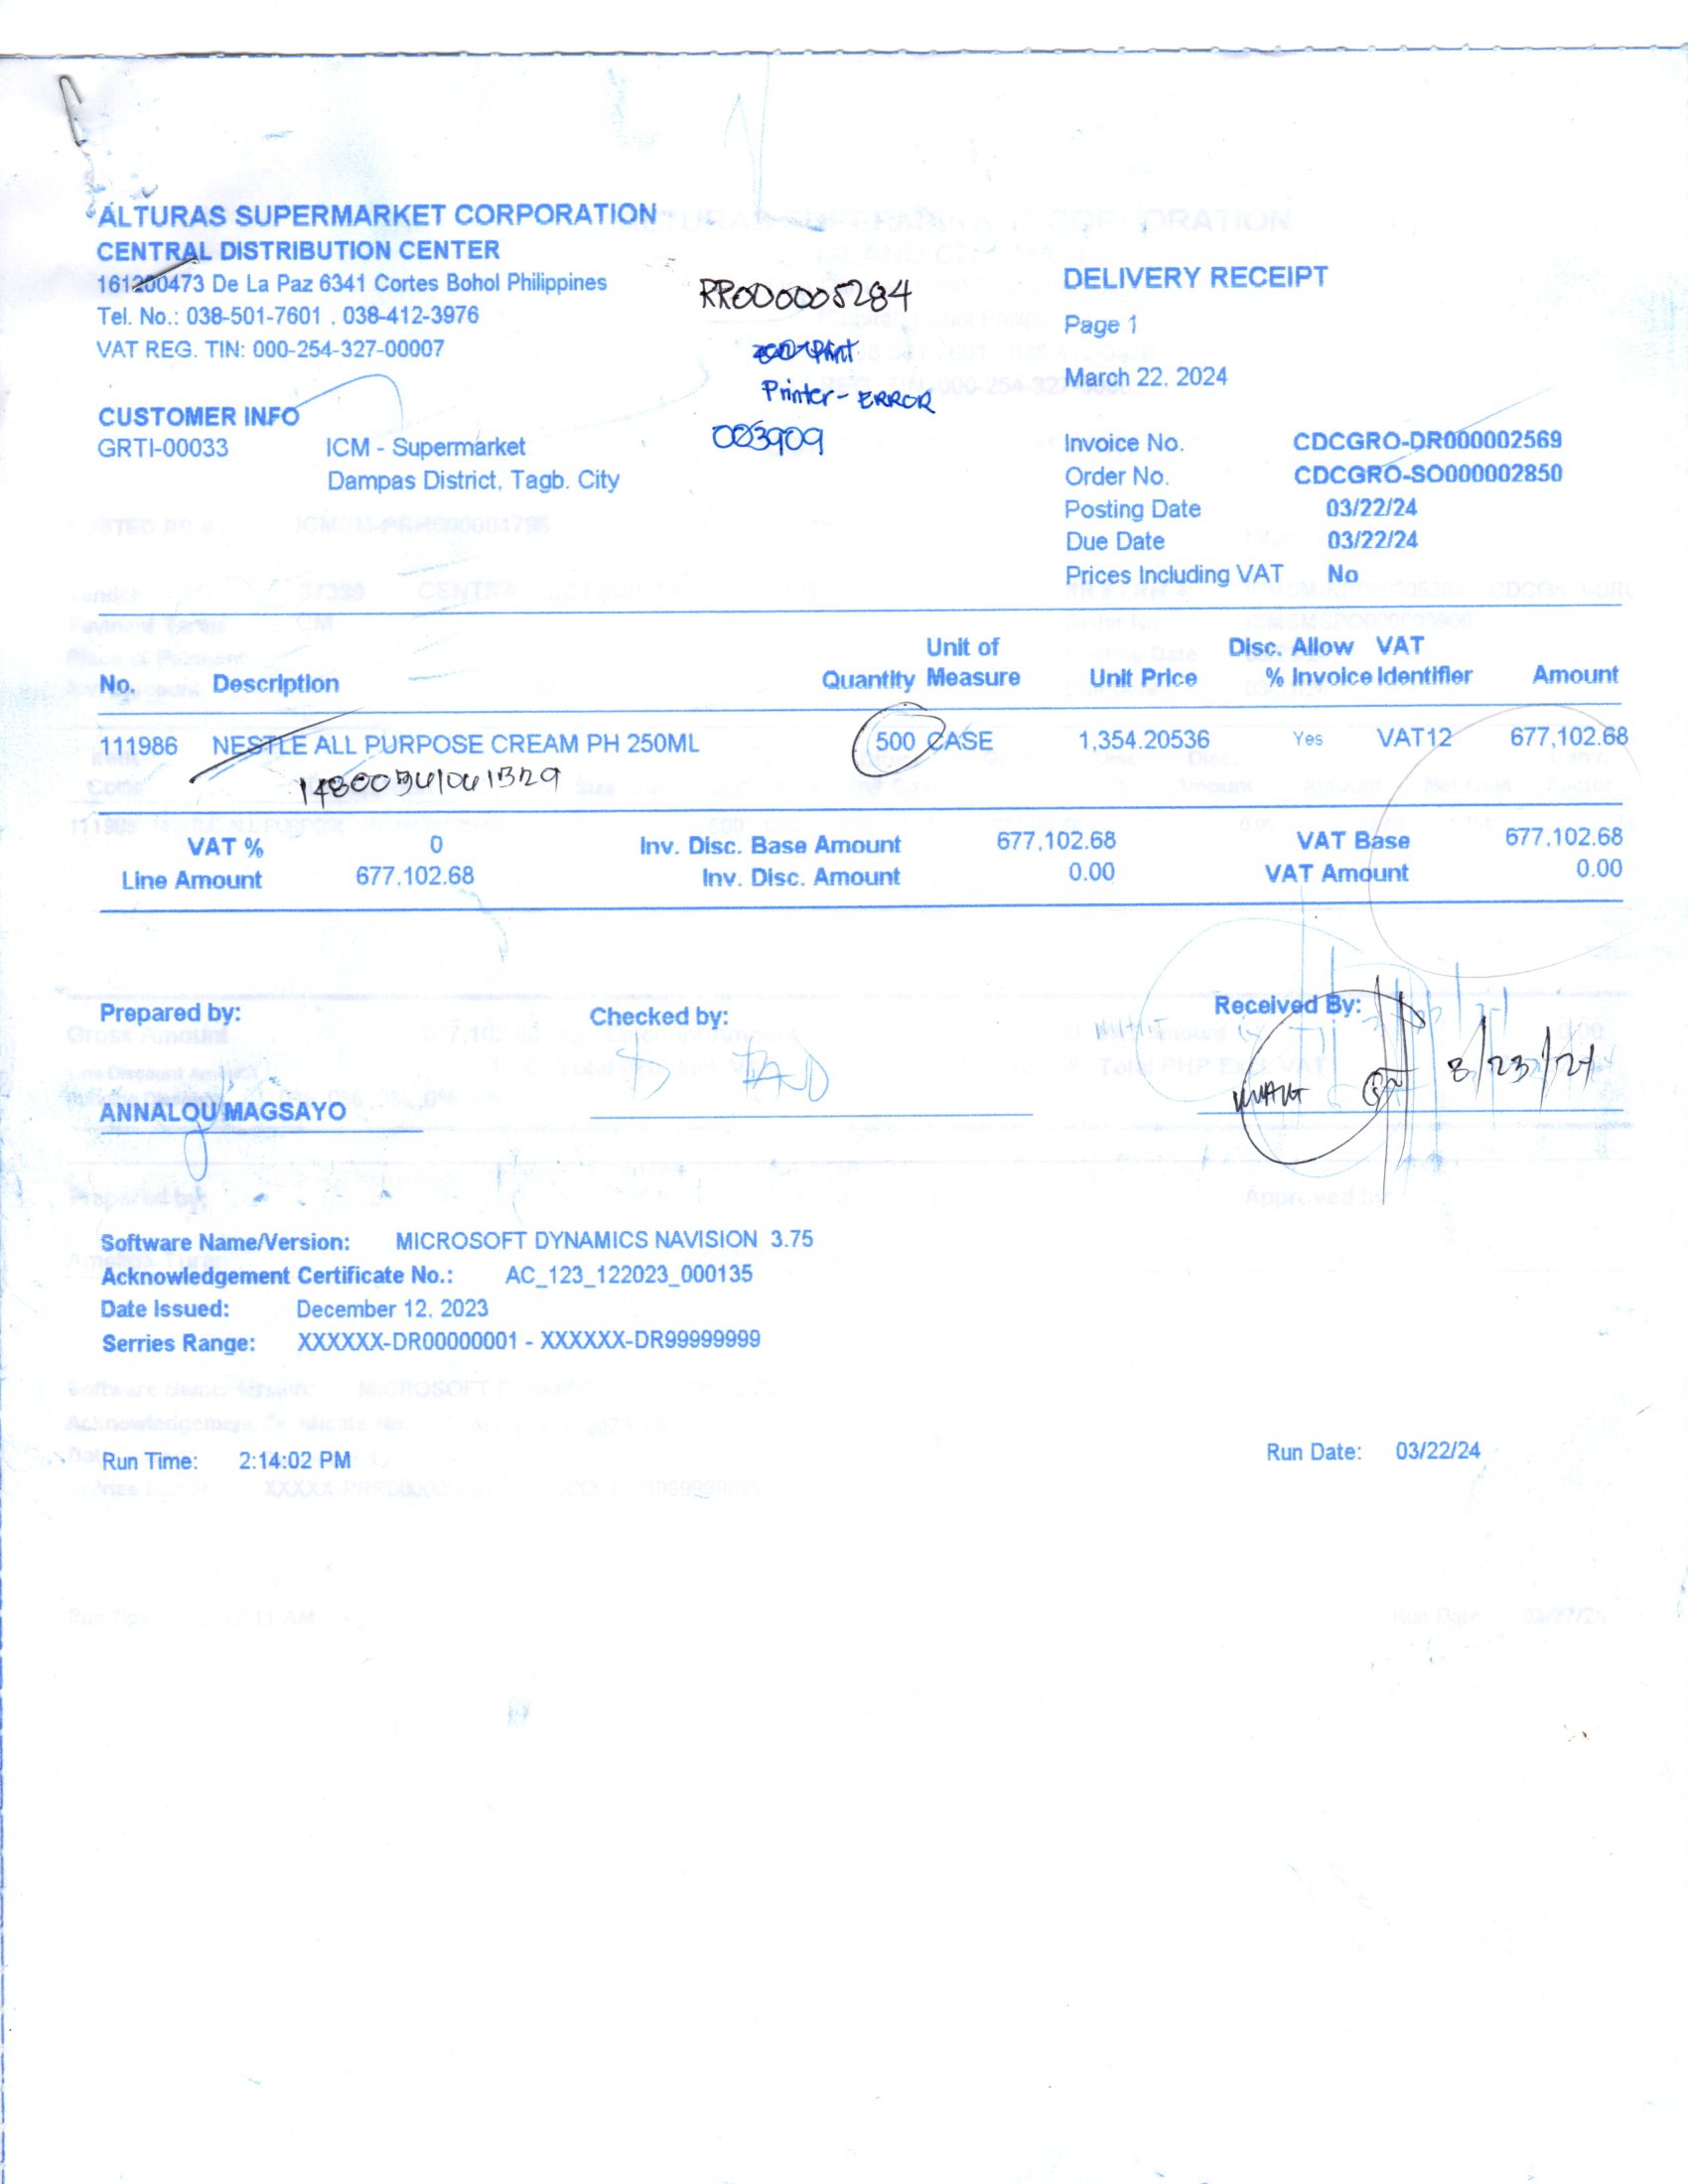 ALTURAS SUPERMARKET CORPORATION
CENTRAL DISTRIBUTION CENTER
161200473 De La Paz 6341 Cortes Bohol Philippines
Tel. No.: 038-501-7601 , 038-412-3976
VAT REG. TIN: 000-254-327-00007
RR000005284
Print
Printer - ERROR
003909
DELIVERY RECEIPT
Page 1
March 22, 2024
CUSTOMER INFO
GRTI-00033 ICM - Supermarket
Dampas District, Tagb. City
Invoice No. CDCGRO-DR000002569
Order No. CDCGRO-SO000002850
Posting Date 03/22/24
Due Date 03/22/24
Prices Including VAT No
No. Description Quantity Unit of Measure Unit Price Disc. % Allow Invoice VAT Identifier Amount
111986 NESTLE ALL PURPOSE CREAM PH 250ML 500 CASE 1,354.20536 Yes VAT12 677,102.68
VAT % 0 Inv. Disc. Base Amount 677,102.68 VAT Base 677,102.68
Line Amount 677,102.68 Inv. Disc. Amount 0.00 VAT Amount 0.00
Prepared by: Checked by: Received By:
ANNALOU MAGSAYO
3/23/24
Software Name/Version: MICROSOFT DYNAMICS NAVISION 3.75
Acknowledgement Certificate No.: AC_123_122023_000135
Date Issued: December 12, 2023
Serries Range: XXXXXX-DR00000001 - XXXXXX-DR99999999
Run Time: 2:14:02 PM Run Date: 03/22/24